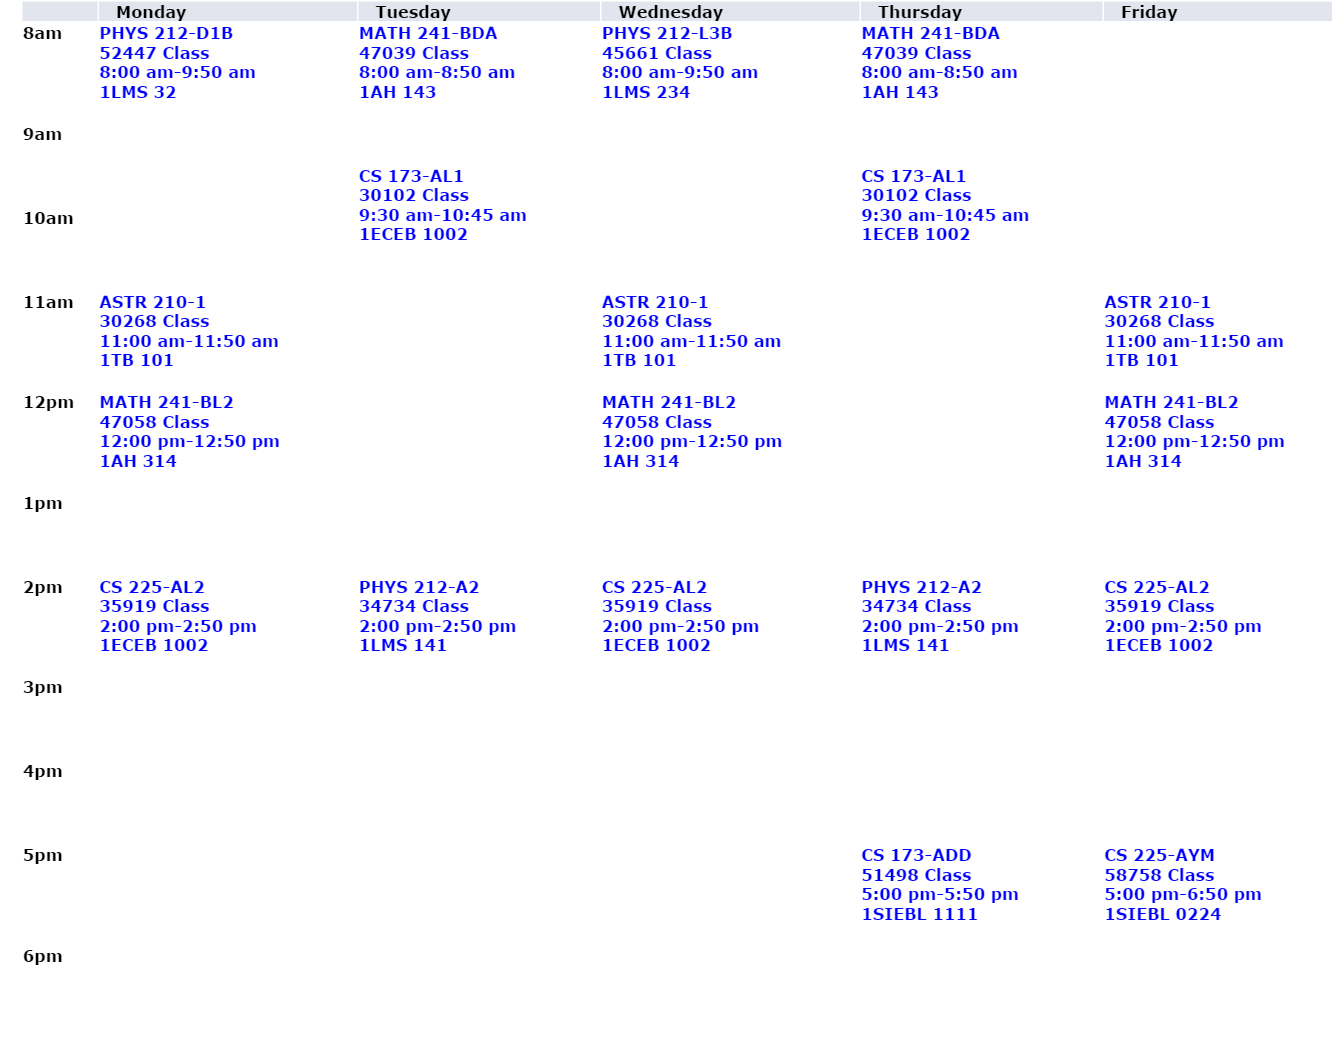 Monday Tuesday Wednesday Thursday Friday
8am PHYS 212-D1B MATH 241-BDA PHYS 212-L3B MATH 241-BDA
52447 Class 47039 Class 45661 Class 47039 Class
8:00 am-9:50 am 8:00 am-8:50 am 8:00 am-9:50 am 8:00 am-8:50 am
1LMS 32 1AH 143 1LMS 234 1AH 143
9am
CS 173-AL1 CS 173-AL1
30102 Class 30102 Class
10am 9:30 am-10:45 am 9:30 am-10:45 am
1ECEB 1002 1ECEB 1002
11am ASTR 210-1 ASTR 210-1 ASTR 210-1
30268 Class 30268 Class 30268 Class
11:00 am-11:50 am 11:00 am-11:50 am 11:00 am-11:50 am
1TB 101 1TB 101 1TB 101
12pm MATH 241-BL2 MATH 241-BL2 MATH 241-BL2
47058 Class 47058 Class 47058 Class
12:00 pm-12:50 pm 12:00 pm-12:50 pm 12:00 pm-12:50 pm
1AH 314 1AH 314 1AH 314
1pm
2pm CS 225-AL2 PHYS 212-A2 CS 225-AL2 PHYS 212-A2 CS 225-AL2
35919 Class 34734 Class 35919 Class 34734 Class 35919 Class
2:00 pm-2:50 pm 2:00 pm-2:50 pm 2:00 pm-2:50 pm 2:00 pm-2:50 pm 2:00 pm-2:50 pm
1ECEB 1002 1LMS 141 1ECEB 1002 1LMS 141 1ECEB 1002
3pm
4pm
5pm CS 173-ADD CS 225-AYM
51498 Class 58758 Class
5:00 pm-5:50 pm 5:00 pm-6:50 pm
1SIEBL 1111 1SIEBL 0224
6pm